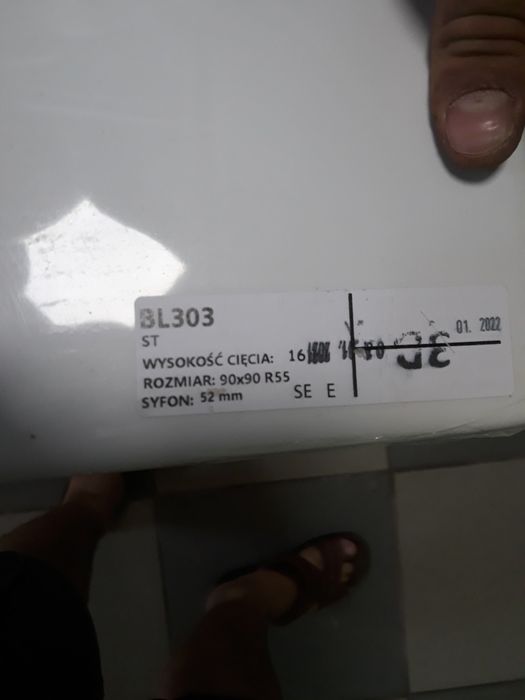 BL303
ST
WYSOKOŚĆ CIĘCIA: 16
ROZMIAR: 90x90 R55
SYFON: 52 mm
SE E
01. 2022